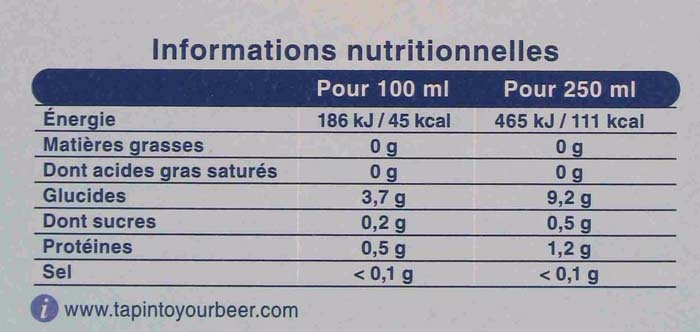 Informations nutritionnelles
Pour 100 ml Pour 250 ml
Énergie 186 kJ / 45 kcal 465 kJ / 111 kcal
Matières grasses 0 g 0 g
Dont acides gras saturés 0 g 0 g
Glucides 3,7 g 9,2 g
Dont sucres 0,2 g 0,5 g
Protéines 0,5 g 1,2 g
Sel < 0,1 g < 0,1 g
i www.tapintoyourbeer.com